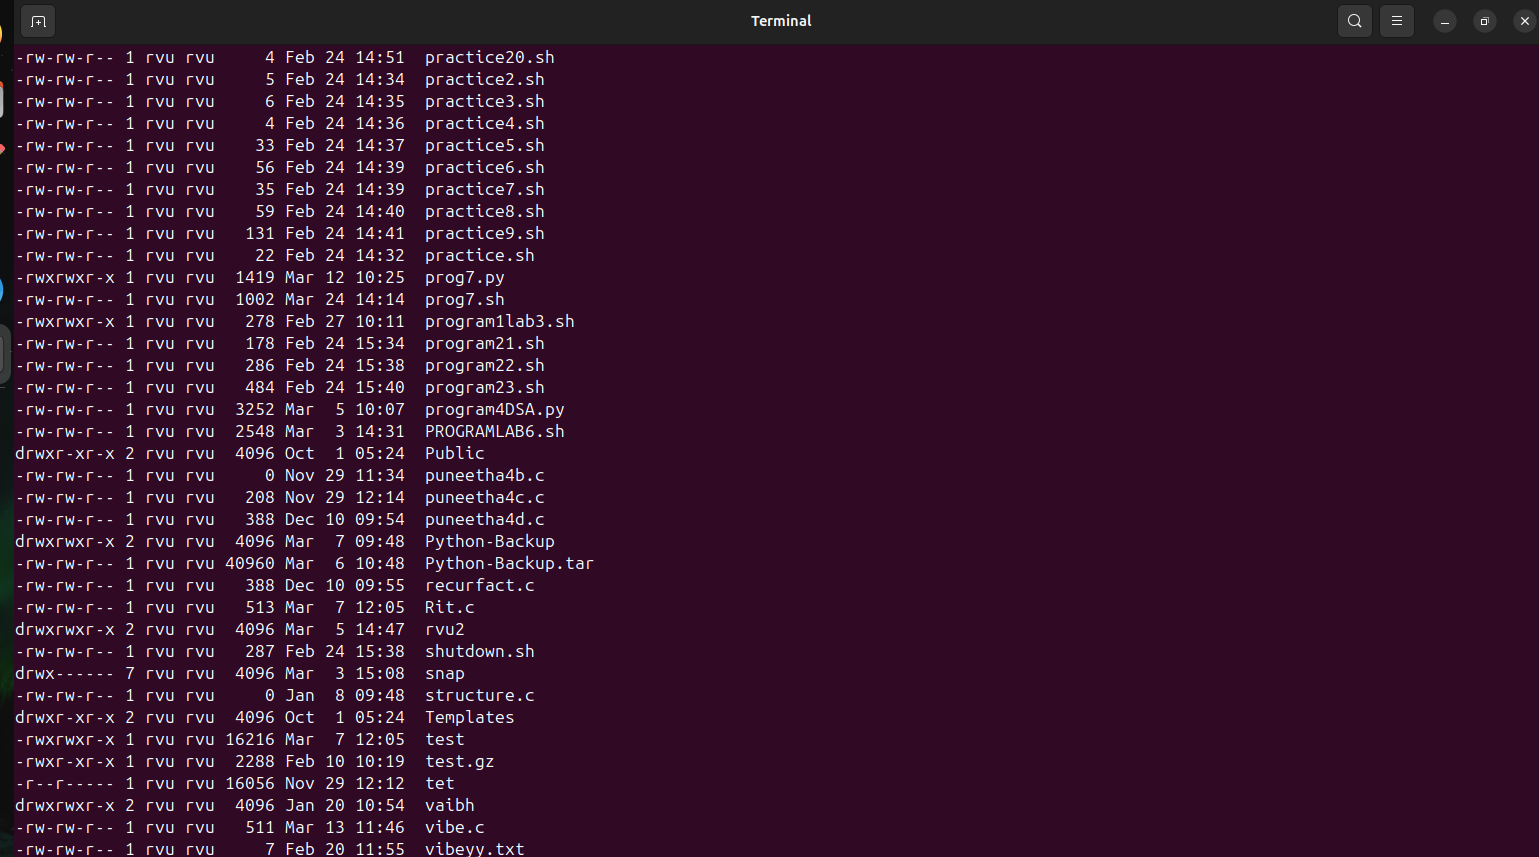 Terminal
-rw-rw-r-- 1 rvu rvu     4 Feb 24 14:51  practice20.sh
-rw-rw-r-- 1 rvu rvu     5 Feb 24 14:34  practice2.sh
-rw-rw-r-- 1 rvu rvu     6 Feb 24 14:35  practice3.sh
-rw-rw-r-- 1 rvu rvu     4 Feb 24 14:36  practice4.sh
-rw-rw-r-- 1 rvu rvu    33 Feb 24 14:37  practice5.sh
-rw-rw-r-- 1 rvu rvu    56 Feb 24 14:39  practice6.sh
-rw-rw-r-- 1 rvu rvu    35 Feb 24 14:39  practice7.sh
-rw-rw-r-- 1 rvu rvu    59 Feb 24 14:40  practice8.sh
-rw-rw-r-- 1 rvu rvu   131 Feb 24 14:41  practice9.sh
-rw-rw-r-- 1 rvu rvu    22 Feb 24 14:32  practice.sh
-rwxrwxr-x 1 rvu rvu  1419 Mar 12 10:25  prog7.py
-rw-rw-r-- 1 rvu rvu  1002 Mar 24 14:14  prog7.sh
-rwxrwxr-x 1 rvu rvu   278 Feb 27 10:11  program1lab3.sh
-rw-rw-r-- 1 rvu rvu   178 Feb 24 15:34  program21.sh
-rw-rw-r-- 1 rvu rvu   286 Feb 24 15:38  program22.sh
-rw-rw-r-- 1 rvu rvu   484 Feb 24 15:40  program23.sh
-rw-rw-r-- 1 rvu rvu  3252 Mar  5 10:07  program4DSA.py
-rw-rw-r-- 1 rvu rvu  2548 Mar  3 14:31  PROGRAMLAB6.sh
drwxr-xr-x 2 rvu rvu  4096 Oct  1 05:24  Public
-rw-rw-r-- 1 rvu rvu     0 Nov 29 11:34  puneetha4b.c
-rw-rw-r-- 1 rvu rvu   208 Nov 29 12:14  puneetha4c.c
-rw-rw-r-- 1 rvu rvu   388 Dec 10 09:54  puneetha4d.c
drwxrwxr-x 2 rvu rvu  4096 Mar  7 09:48  Python-Backup
-rw-rw-r-- 1 rvu rvu 40960 Mar  6 10:48  Python-Backup.tar
-rw-rw-r-- 1 rvu rvu   388 Dec 10 09:55  recurfact.c
-rw-rw-r-- 1 rvu rvu   513 Mar  7 12:05  Rit.c
drwxrwxr-x 2 rvu rvu  4096 Mar  5 14:47  rvu2
-rw-rw-r-- 1 rvu rvu   287 Feb 24 15:38  shutdown.sh
drwx------ 7 rvu rvu  4096 Mar  3 15:08  snap
-rw-rw-r-- 1 rvu rvu     0 Jan  8 09:48  structure.c
drwxr-xr-x 2 rvu rvu  4096 Oct  1 05:24  Templates
-rwxrwxr-x 1 rvu rvu 16216 Mar  7 12:05  test
-rwxr-xr-x 1 rvu rvu  2288 Feb 10 10:19  test.gz
-r--r----- 1 rvu rvu 16056 Nov 29 12:12  tet
drwxrwxr-x 2 rvu rvu  4096 Jan 20 10:54  vaibh
-rw-rw-r-- 1 rvu rvu   511 Mar 13 11:46  vibe.c
-rw-rw-r-- 1 rvu rvu     7 Feb 20 11:55  vibeyy.txt